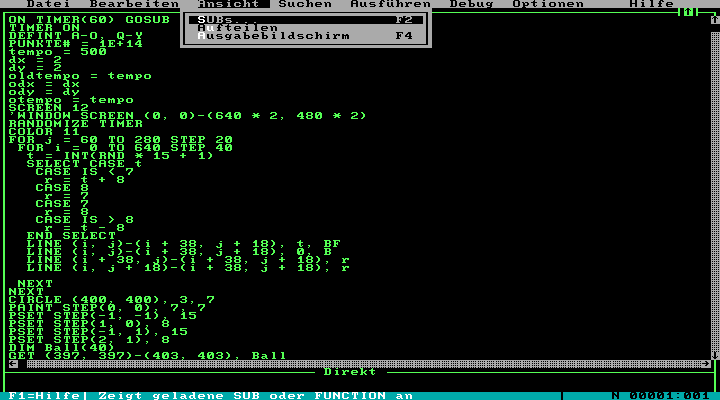 Datei Bearbeiten Ansicht Suchen Ausführen Debug Optionen Hilfe
ON TIMER(60) GOSUB
SUBs... F2
TIMER ON
Aufteilen
DEFINT A-O, Q-Y
Ausgabebildschirm F4
PUNKTE# = 1E+14
tempo = 500
dx = 2
dy = 2
oldtempo = tempo
odx = dx
ody = dy
otempo = tempo
SCREEN 12
'WINDOW SCREEN (0, 0)-(640 * 2, 480 * 2)
RANDOMIZE TIMER
COLOR 11
FOR j = 60 TO 280 STEP 20
FOR i = 0 TO 640 STEP 40
t = INT(RND * 15 + 1)
SELECT CASE t
CASE IS < 7
r = t + 8
CASE 8
r = 7
CASE 7
r = 8
CASE IS > 8
r = t - 8
END SELECT
LINE (i, j)-(i + 38, j + 18), t, BF
LINE (i, j)-(i + 38, j + 18), 0, B
LINE (i + 38, j)-(i + 38, j + 18), r
LINE (i, j + 18)-(i + 38, j + 18), r
NEXT
NEXT
CIRCLE (400, 400), 3, 7
PAINT STEP(0, 0), 7, 7
PSET STEP(-1, -1), 15
PSET STEP(1, 0), 8
PSET STEP(-1, 1), 15
PSET STEP(2, 1), 8
DIM Ball(40)
GET (397, 397)-(403, 403), Ball
Direkt
F1=Hilfe| Zeigt geladene SUB oder FUNCTION an N 00001:001